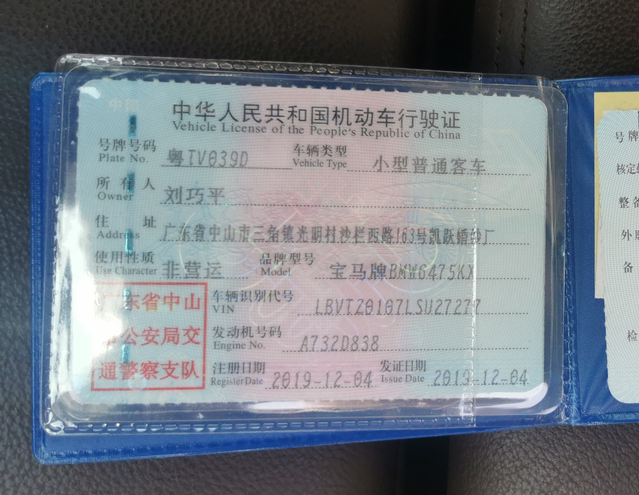 中华人民共和国机动车行驶证
Vehicle License of the People's Republic of China
号牌号码 粤TV039D 车辆类型 小型普通客车
Plate No. Vehicle Type
所有人 刘巧平
Owner
住址 广东省中山市三角镇光明村沙栏西路163号凯跃婚纱厂
Address
使用性质 非营运 品牌型号 宝马牌BMW6475KX
Use Character Model
车辆识别代号 LBVTZ0107LSU27277
VIN
发动机号码 A732D838
Engine No.
注册日期 2019-12-04 发证日期 2019-12-04
Register Date Issue Date
广东省中山
市公安局交
通警察支队
号牌
核定
整备
外廓
备
检